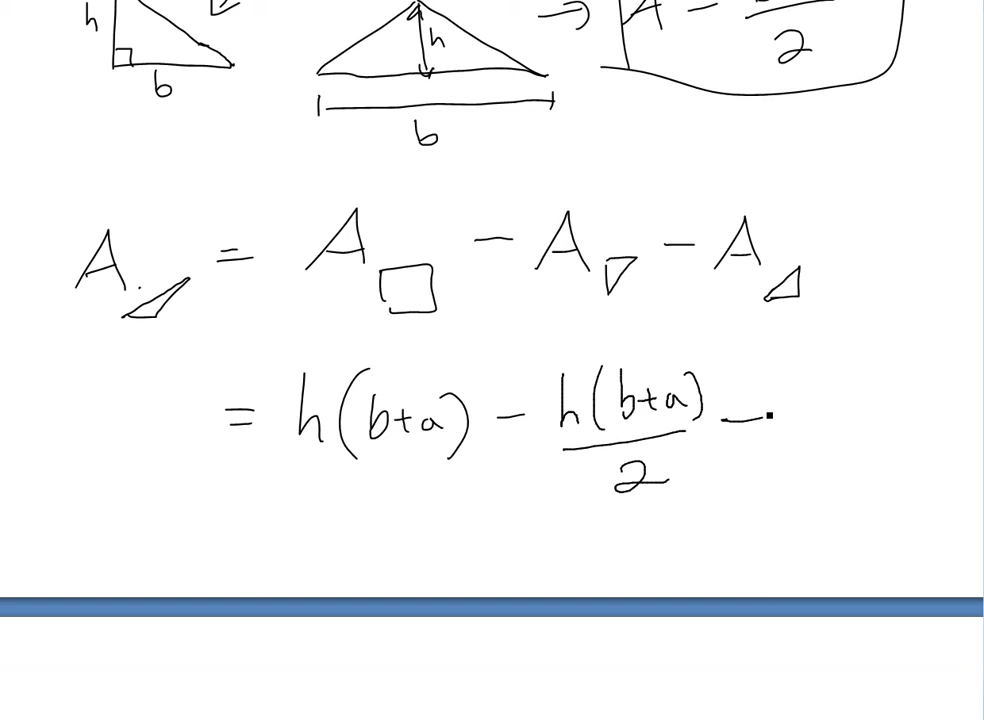 h
h
⇒ A = /2
b
b
A◿ = A□ - A▽ - A◿
= h(b+a) - h(b+a)/2 -